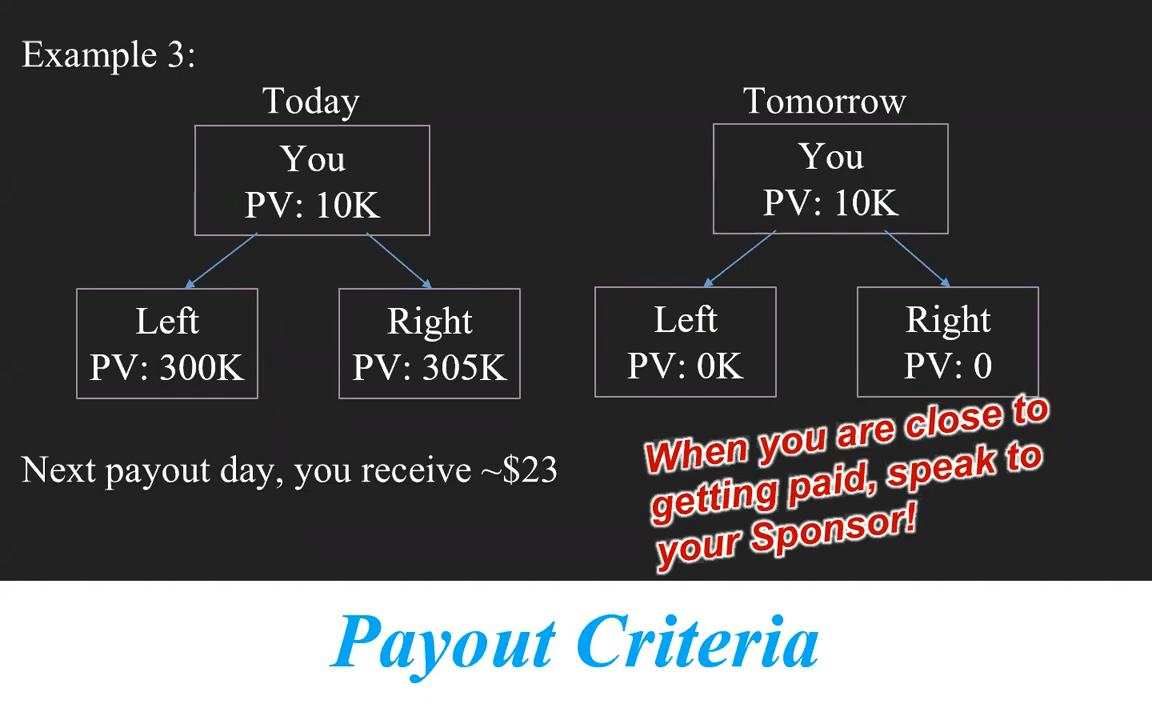 Example 3:
Today
You
PV: 10K
Left
PV: 300K
Right
PV: 305K
Tomorrow
You
PV: 10K
Left
PV: 0K
Right
PV: 0
Next payout day, you receive ~$23
When you are close to
getting paid, speak to
your Sponsor!
Payout Criteria